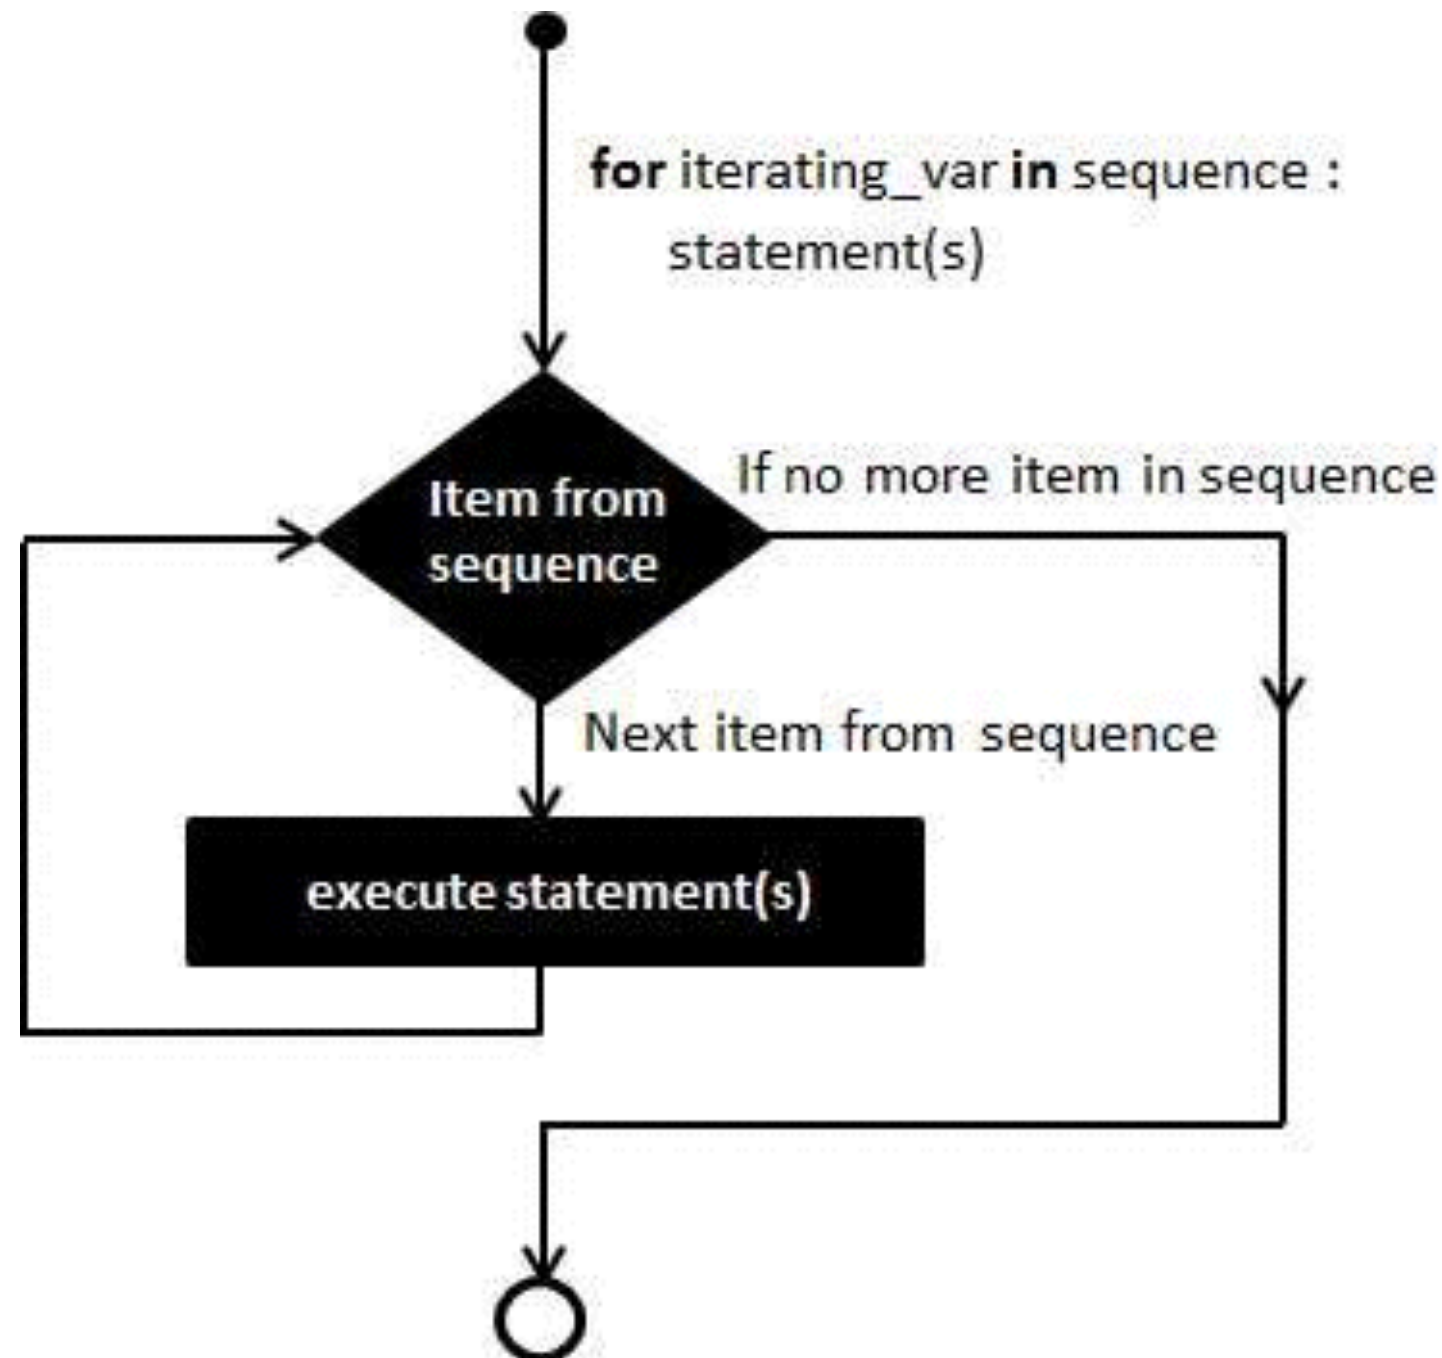 for iterating_var in sequence :
statement(s)
If no more item in sequence
Item from
sequence
Next item from sequence
execute statement(s)